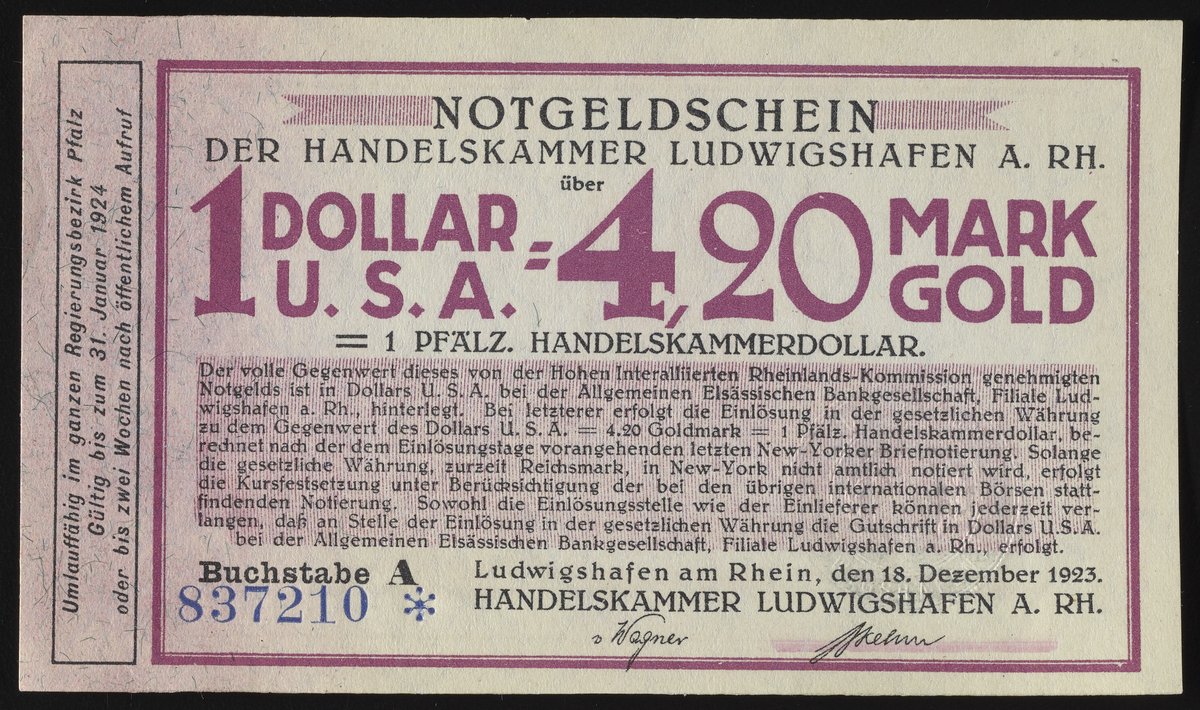 Umlauffähig im ganzen Regierungsbezirk Pfalz
Gültig bis zum 31. Januar 1924
oder bis zwei Wochen nach öffentlichem Aufruf
NOTGELDSCHEIN
DER HANDELSKAMMER LUDWIGSHAFEN A. RH.
über
1 DOLLAR U. S. A. = 4,20 MARK GOLD
= 1 PFÄLZ. HANDELSKAMMERDOLLAR.
Der volle Gegenwert dieses von der Hohen Interalliierten Rheinlands-Kommission genehmigten
Notgelds ist in Dollars U. S. A. bei der Allgemeinen Elsässischen Bankgesellschaft, Filiale Lud-
wigshafen a. Rh., hinterlegt. Bei letzterer erfolgt die Einlösung in der gesetzlichen Währung
zu dem Gegenwert des Dollars U. S. A. = 4.20 Goldmark = 1 Pfälz. Handelskammerdollar, be-
rechnet nach der dem Einlösungstage vorangehenden letzten New-Yorker Briefnotierung. Solange
die gesetzliche Währung, zurzeit Reichsmark, in New-York nicht amtlich notiert wird, erfolgt
die Kursfestsetzung unter Berücksichtigung der bei den übrigen internationalen Börsen statt-
findenden Notierung. Sowohl die Einlösungsstelle wie der Einlieferer können jederzeit ver-
langen, daß an Stelle der Einlösung in der gesetzlichen Währung die Gutschrift in Dollars U.S.A.
bei der Allgemeinen Elsässischen Bankgesellschaft, Filiale Ludwigshafen a. Rh., erfolgt.
Buchstabe A
837210 *
Ludwigshafen am Rhein, den 18. Dezember 1923.
HANDELSKAMMER LUDWIGSHAFEN A. RH.
Wagner